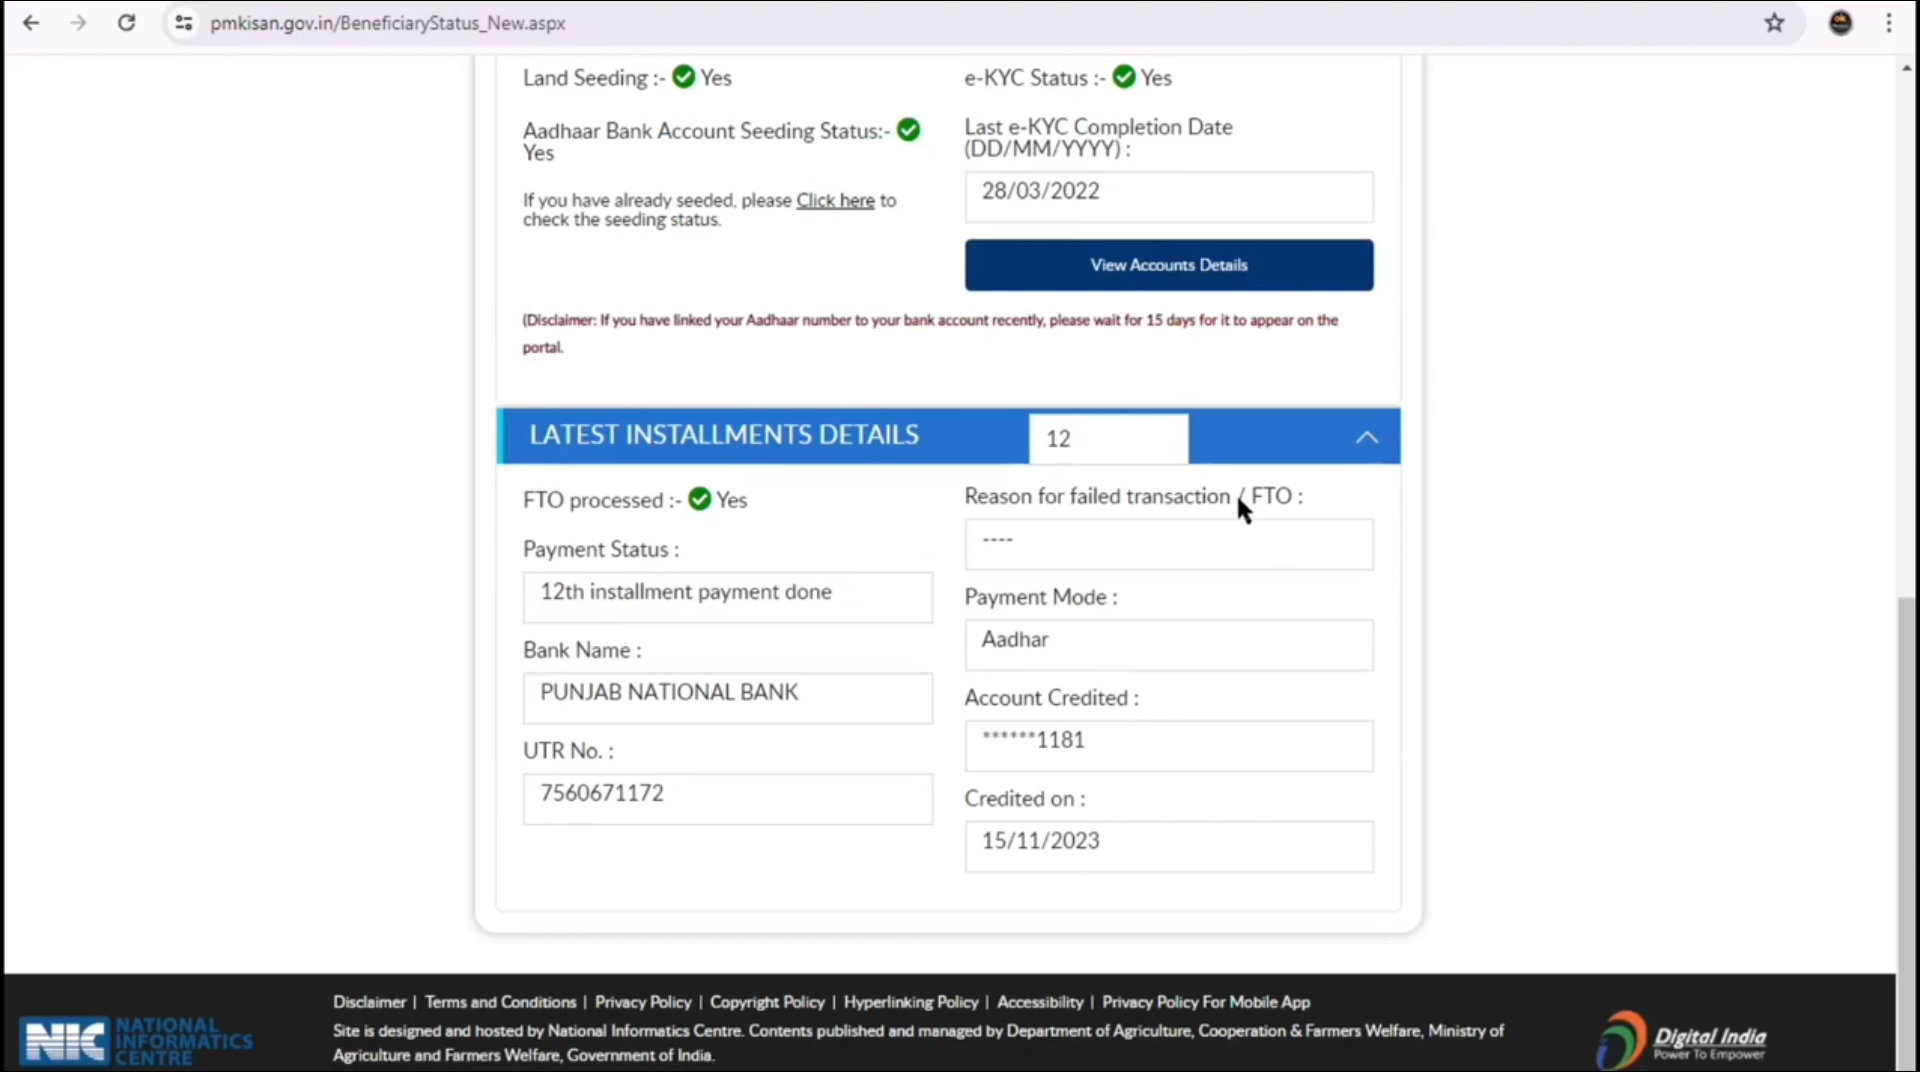 pmkisan.gov.in/BeneficiaryStatus_New.aspx
Land Seeding :- Yes
e-KYC Status :- Yes
Aadhaar Bank Account Seeding Status:-
Yes
Last e-KYC Completion Date
(DD/MM/YYYY) :
28/03/2022
If you have already seeded, please Click here to
check the seeding status.
View Accounts Details
(Disclaimer: If you have linked your Aadhaar number to your bank account recently, please wait for 15 days for it to appear on the
portal.
LATEST INSTALLMENTS DETAILS 12
FTO processed :- Yes
Reason for failed transaction / FTO :
----
Payment Status :
12th installment payment done
Payment Mode :
Aadhar
Bank Name :
PUNJAB NATIONAL BANK
Account Credited :
******1181
UTR No. :
7560671172
Credited on :
15/11/2023
Disclaimer | Terms and Conditions | Privacy Policy | Copyright Policy | Hyperlinking Policy | Accessibility | Privacy Policy For Mobile App
Site is designed and hosted by National Informatics Centre. Contents published and managed by Department of Agriculture, Cooperation & Farmers Welfare, Ministry of
Agriculture and Farmers Welfare, Government of India.
NIC NATIONAL
INFORMATICS
CENTRE
Digital India
Power To Empower